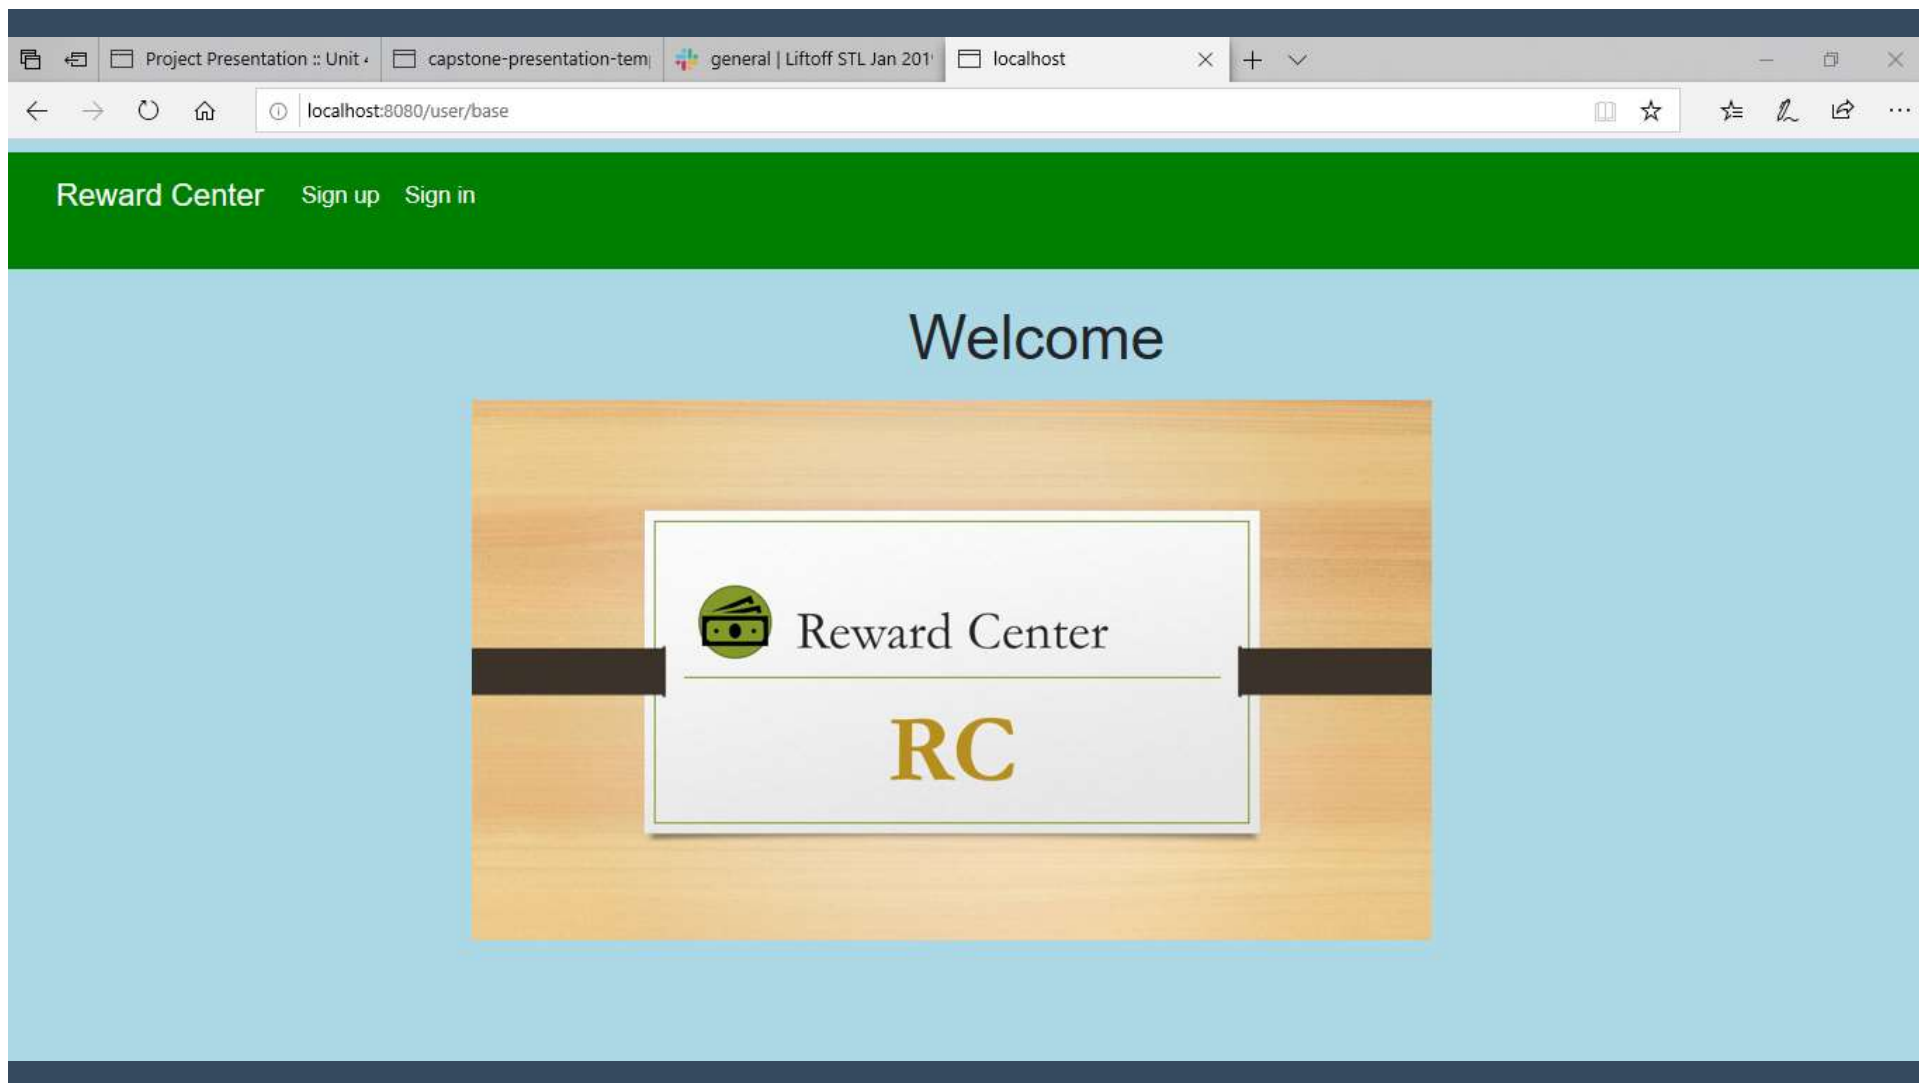 Project Presentation :: Unit
capstone-presentation-tem
general | Liftoff STL Jan 201
localhost
localhost:8080/user/base
Reward Center
Sign up
Sign in
Welcome
Reward Center
RC